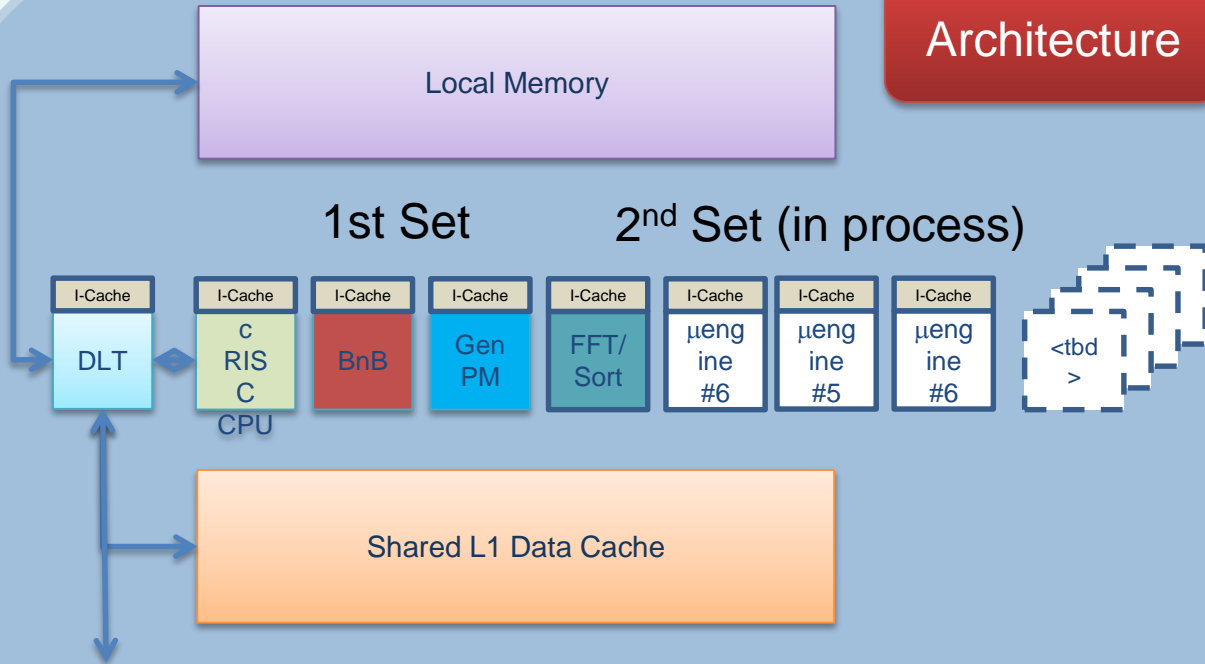 Architecture
Local Memory
1st Set
2nd Set (in process)
I-Cache
I-Cache
I-Cache
I-Cache
I-Cache
I-Cache
I-Cache
I-Cache
DLT
c
RIS
C
CPU
BnB
Gen
PM
FFT/
Sort
μeng
ine
#6
μeng
ine
#5
μeng
ine
#6
<tbd
>
Shared L1 Data Cache